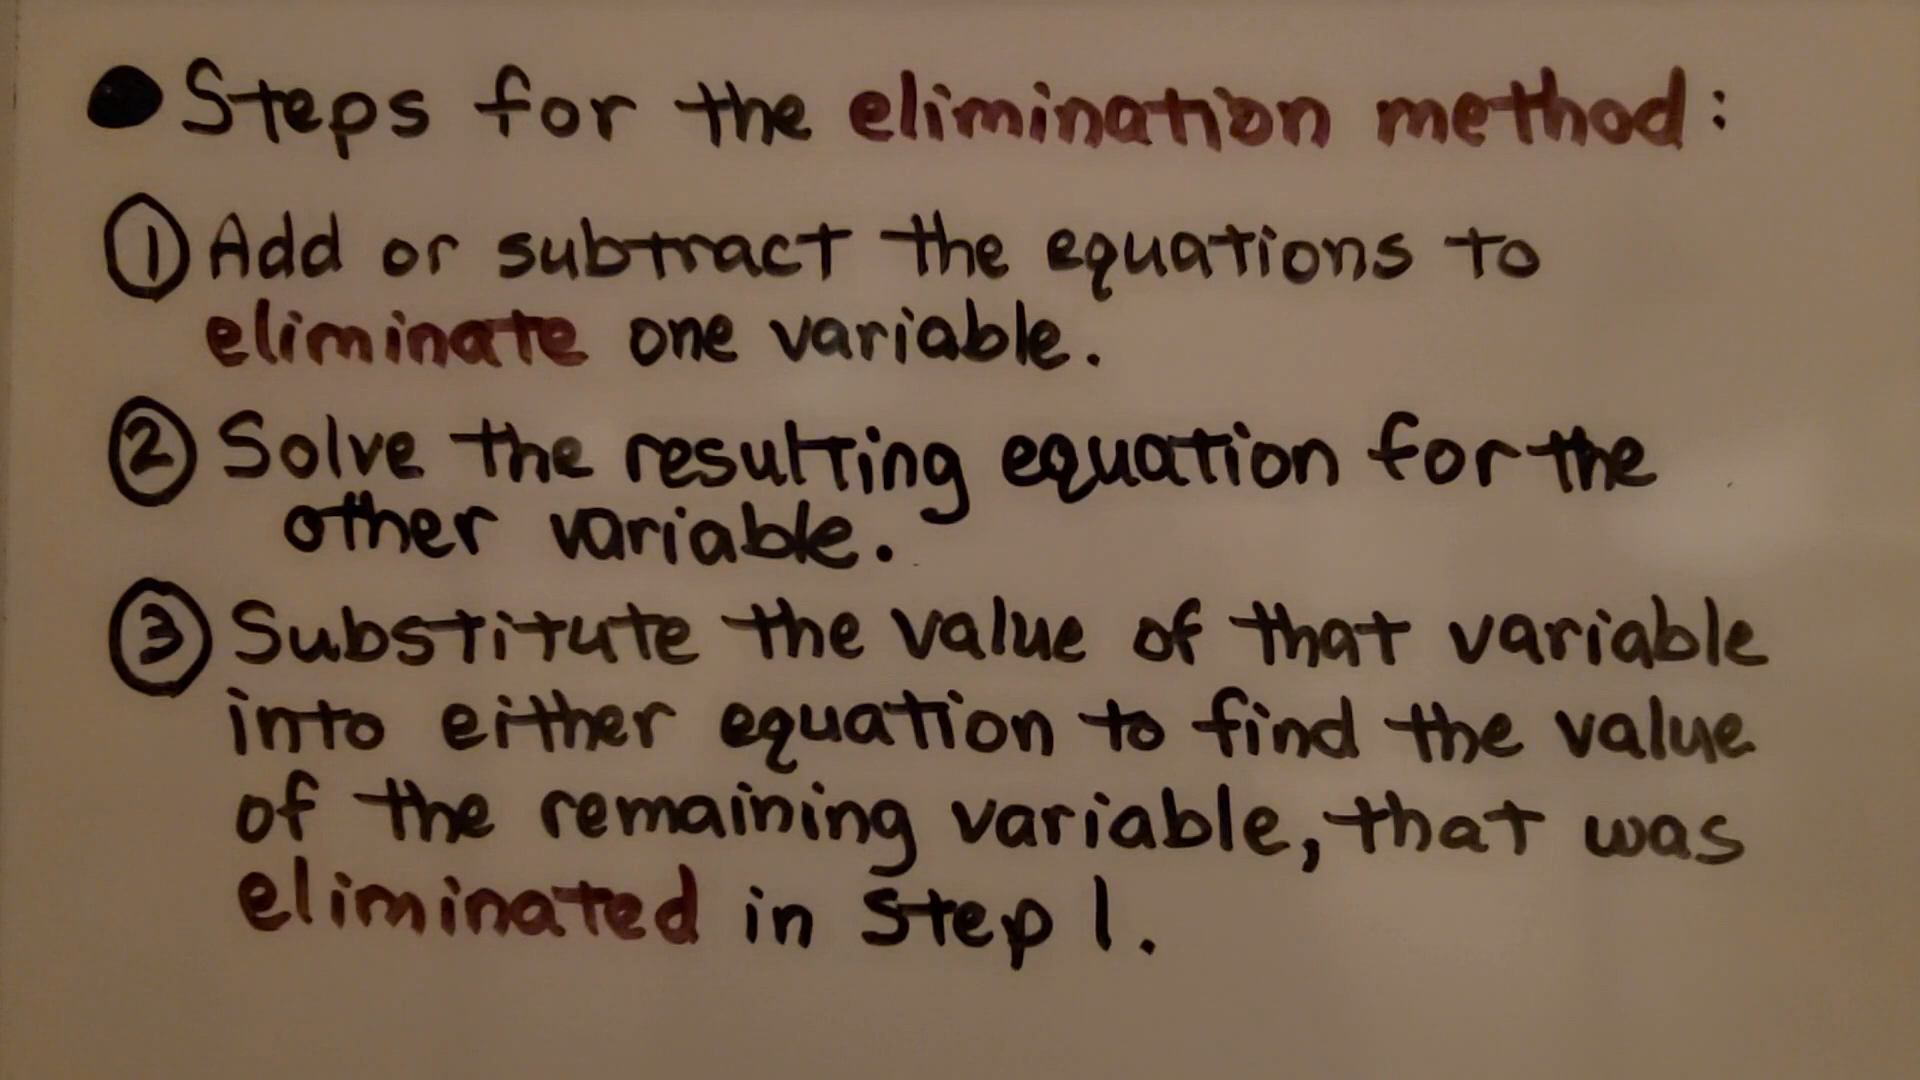 ● Steps for the elimination method:
① Add or subtract the equations to
eliminate one variable.
② Solve the resulting equation for the
other variable.
③ Substitute the value of that variable
into either equation to find the value
of the remaining variable, that was
eliminated in Step 1.